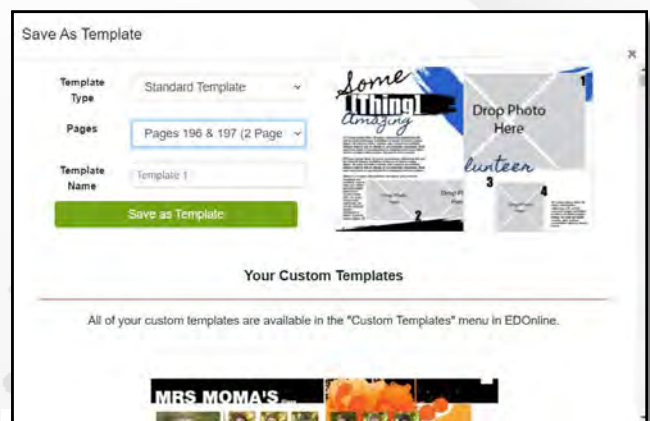 Save As Template
×
Template Type
Standard Template
Pages
Pages 196 & 197 (2 Page
Template Name
Template 1
Save as Template
Some
[Thing]
Amazing
1
Drop Photo Here
lunteer
2
3
4
Your Custom Templates
All of your custom templates are available in the "Custom Templates" menu in EDOnline.
MRS MOMA'S